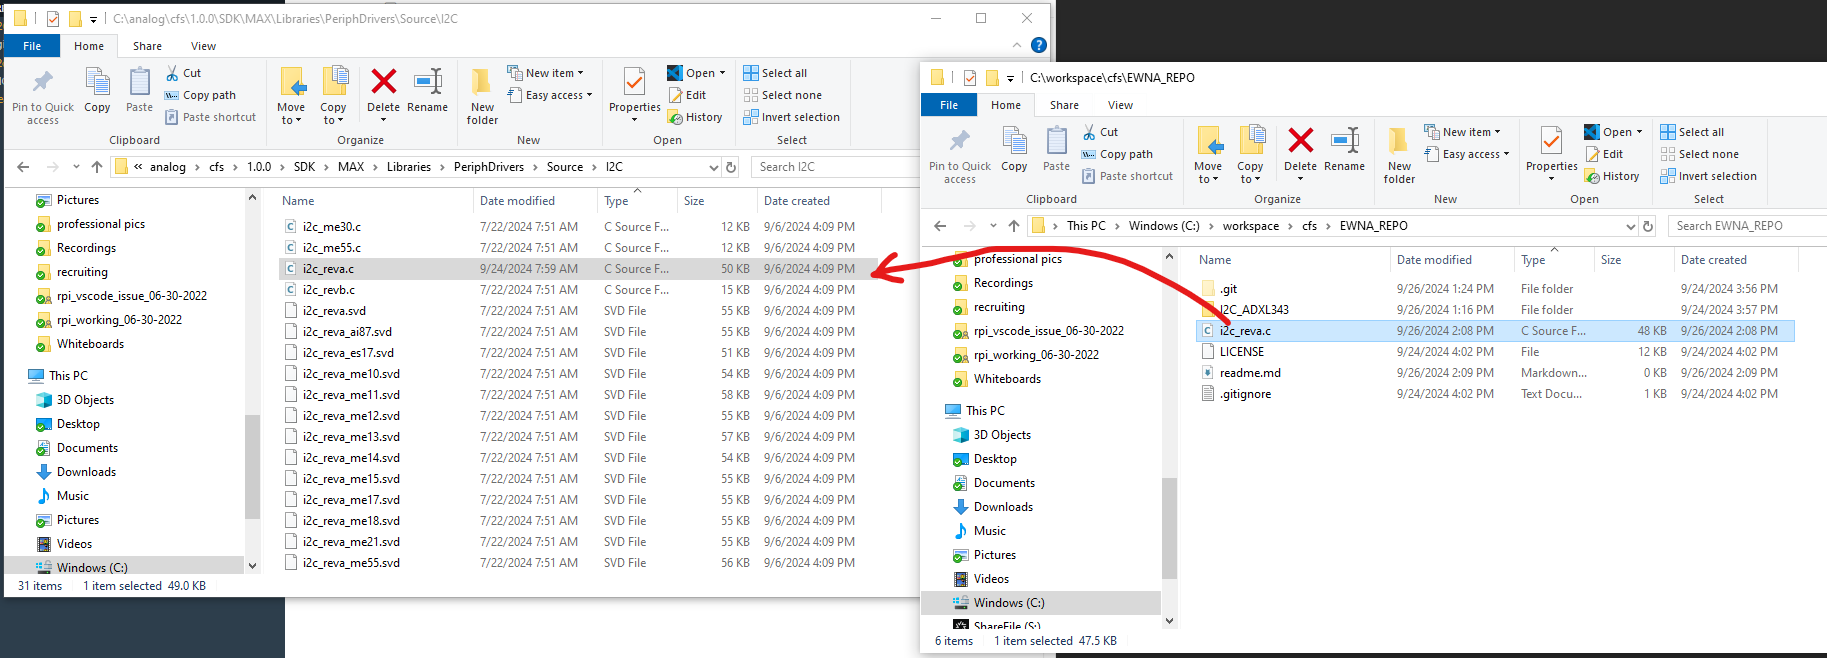 C:\analog\cfs\1.0.0\SDK\MAX\Libraries\PeriphDrivers\Source\I2C
File Home Share View
Pin to Quick access
Copy
Paste
Cut
Copy path
Paste shortcut
Clipboard
Move to
Copy to
Delete
Rename
Organize
New folder
New item
Easy access
New
Properties
Open
Edit
History
Open
Select all
Select none
Invert selection
Select
« analog > cfs > 1.0.0 > SDK > MAX > Libraries > PeriphDrivers > Source > I2C
Search I2C
Pictures
professional pics
Recordings
recruiting
rpi_vscode_issue_06-30-2022
rpi_working_06-30-2022
Whiteboards
This PC
3D Objects
Desktop
Documents
Downloads
Music
Pictures
Videos
Windows (C:)
Name Date modified Type Size Date created
i2c_me30.c 7/22/2024 7:51 AM C Source F... 12 KB 9/6/2024 4:09 PM
i2c_me55.c 7/22/2024 7:51 AM C Source F... 12 KB 9/6/2024 4:09 PM
i2c_reva.c 9/24/2024 7:59 AM C Source F... 50 KB 9/6/2024 4:09 PM
i2c_revb.c 7/22/2024 7:51 AM C Source F... 15 KB 9/6/2024 4:09 PM
i2c_reva.svd 7/22/2024 7:51 AM SVD File 55 KB 9/6/2024 4:09 PM
i2c_reva_ai87.svd 7/22/2024 7:51 AM SVD File 55 KB 9/6/2024 4:09 PM
i2c_reva_es17.svd 7/22/2024 7:51 AM SVD File 51 KB 9/6/2024 4:09 PM
i2c_reva_me10.svd 7/22/2024 7:51 AM SVD File 54 KB 9/6/2024 4:09 PM
i2c_reva_me11.svd 7/22/2024 7:51 AM SVD File 58 KB 9/6/2024 4:09 PM
i2c_reva_me12.svd 7/22/2024 7:51 AM SVD File 55 KB 9/6/2024 4:09 PM
i2c_reva_me13.svd 7/22/2024 7:51 AM SVD File 57 KB 9/6/2024 4:09 PM
i2c_reva_me14.svd 7/22/2024 7:51 AM SVD File 54 KB 9/6/2024 4:09 PM
i2c_reva_me15.svd 7/22/2024 7:51 AM SVD File 55 KB 9/6/2024 4:09 PM
i2c_reva_me17.svd 7/22/2024 7:51 AM SVD File 55 KB 9/6/2024 4:09 PM
i2c_reva_me18.svd 7/22/2024 7:51 AM SVD File 55 KB 9/6/2024 4:09 PM
i2c_reva_me21.svd 7/22/2024 7:51 AM SVD File 55 KB 9/6/2024 4:09 PM
i2c_reva_me55.svd 7/22/2024 7:51 AM SVD File 56 KB 9/6/2024 4:09 PM
31 items 1 item selected 49.0 KB
C:\workspace\cfs\EWNA_REPO
File Home Share View
Pin to Quick access
Copy
Paste
Cut
Copy path
Paste shortcut
Clipboard
Move to
Copy to
Delete
Rename
Organize
New folder
New item
Easy access
New
Properties
Open
Edit
History
Open
Select all
Select none
Invert selection
Select
This PC > Windows (C:) > workspace > cfs > EWNA_REPO
Search EWNA_REPO
professional pics
Recordings
recruiting
rpi_vscode_issue_06-30-2022
rpi_working_06-30-2022
Whiteboards
This PC
3D Objects
Desktop
Documents
Downloads
Music
Pictures
Videos
Windows (C:)
ShareFile (S:)
Name Date modified Type Size Date created
.git 9/26/2024 1:24 PM File folder 9/24/2024 3:56 PM
I2C_ADXL343 9/26/2024 1:16 PM File folder 9/24/2024 3:57 PM
i2c_reva.c 9/26/2024 2:08 PM C Source F... 48 KB 9/26/2024 2:08 PM
LICENSE 9/24/2024 4:02 PM File 12 KB 9/24/2024 4:02 PM
readme.md 9/26/2024 2:09 PM Markdown... 0 KB 9/26/2024 2:09 PM
.gitignore 9/24/2024 4:02 PM Text Docu... 1 KB 9/24/2024 4:02 PM
6 items 1 item selected 47.5 KB